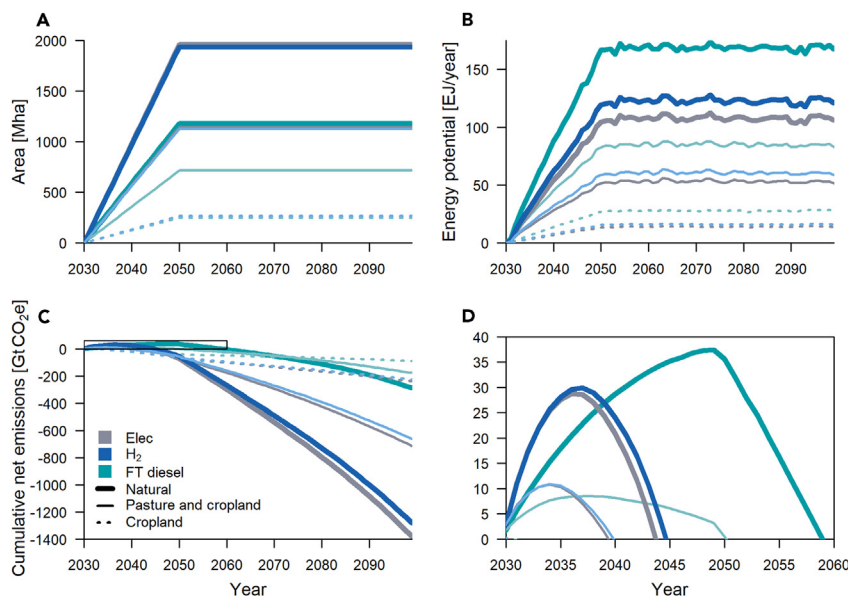 A
Area [Mha]
2000
1500
1000
500
0
2030 2040 2050 2060 2070 2080 2090
B
Energy potential [EJ/year]
150
100
50
0
2030 2040 2050 2060 2070 2080 2090
C
Cumulative net emissions [Gt CO₂e]
0
-200
-400
-600
-800
-1000
-1200
-1400
Elec
H₂
FT diesel
Natural
Pasture and cropland
Cropland
2030 2040 2050 2060 2070 2080 2090
Year
D
40
35
30
25
20
15
10
5
0
2030 2035 2040 2045 2050 2055 2060
Year